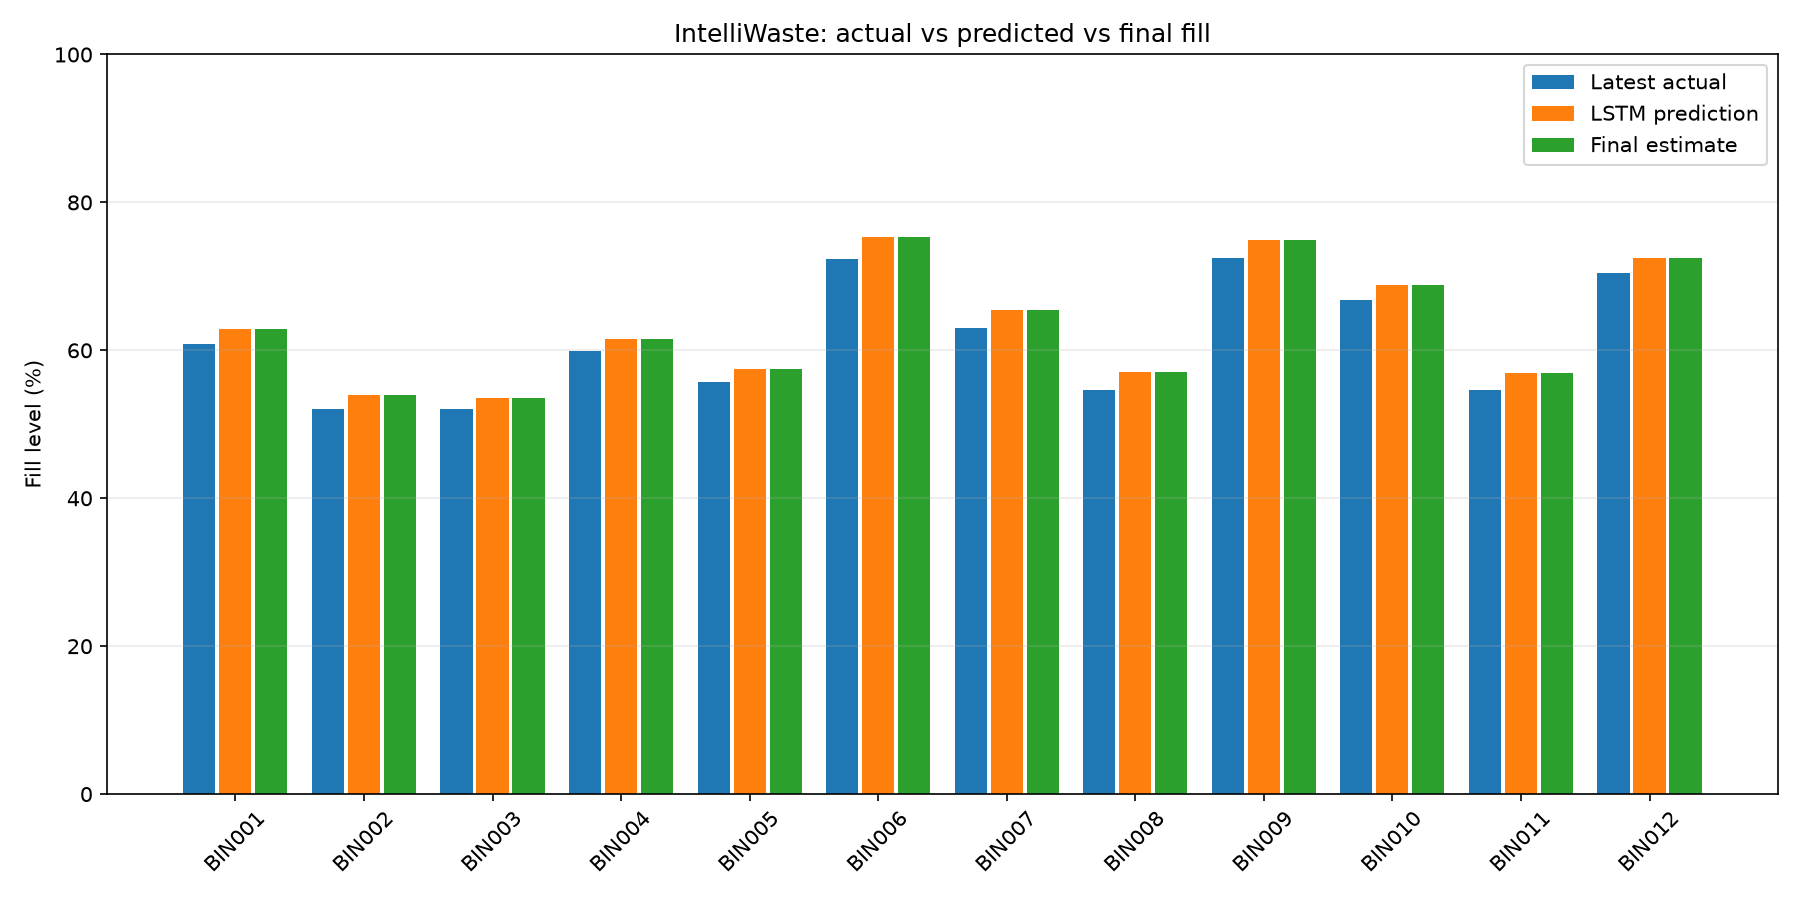 IntelliWaste: actual vs predicted vs final fill
Latest actual
LSTM prediction
Final estimate
Fill level (%)
100
80
60
40
20
0
BIN001
BIN002
BIN003
BIN004
BIN005
BIN006
BIN007
BIN008
BIN009
BIN010
BIN011
BIN012